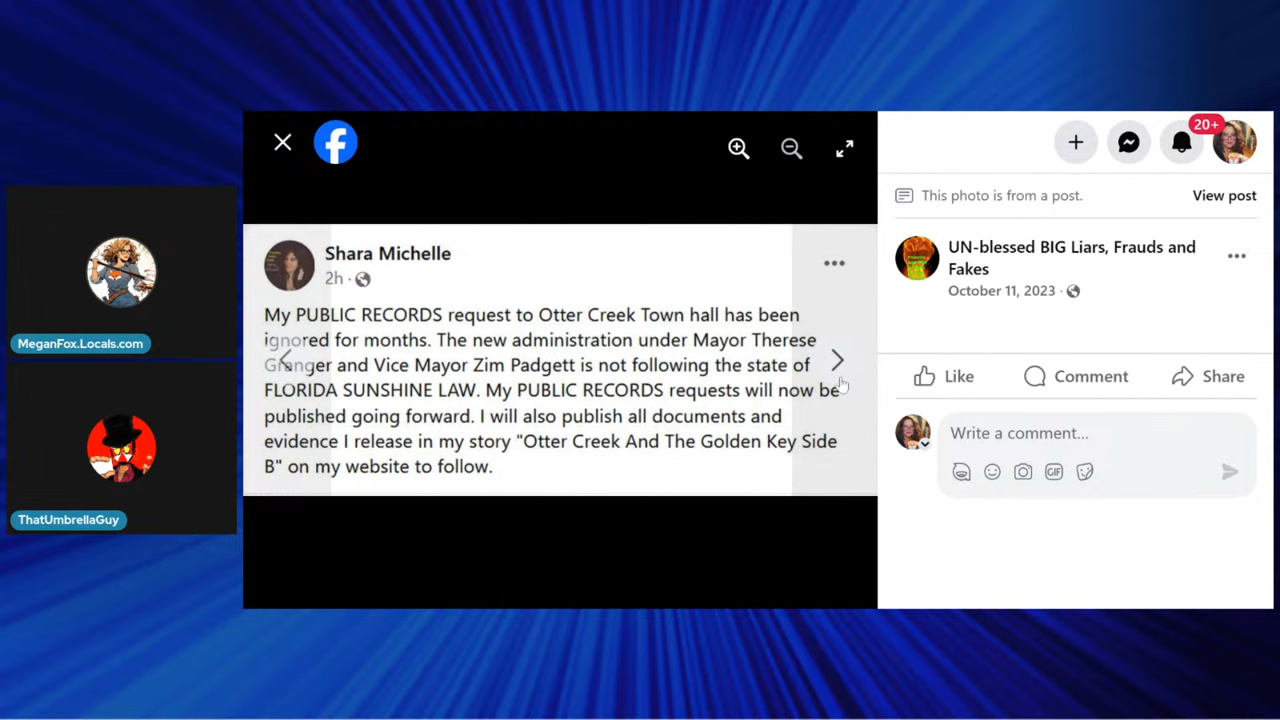 MeganFox.Locals.com
ThatUmbrellaGuy
Shara Michelle
2h ·
My PUBLIC RECORDS request to Otter Creek Town hall has been
ignored for months. The new administration under Mayor Therese
Granger and Vice Mayor Zim Padgett is not following the state of
FLORIDA SUNSHINE LAW. My PUBLIC RECORDS requests will now be
published going forward. I will also publish all documents and
evidence I release in my story "Otter Creek And The Golden Key Side
B" on my website to follow.
20+
This photo is from a post.
View post
UN-blessed BIG Liars, Frauds and
Fakes
October 11, 2023 ·
Like
Comment
Share
Write a comment...
GIF